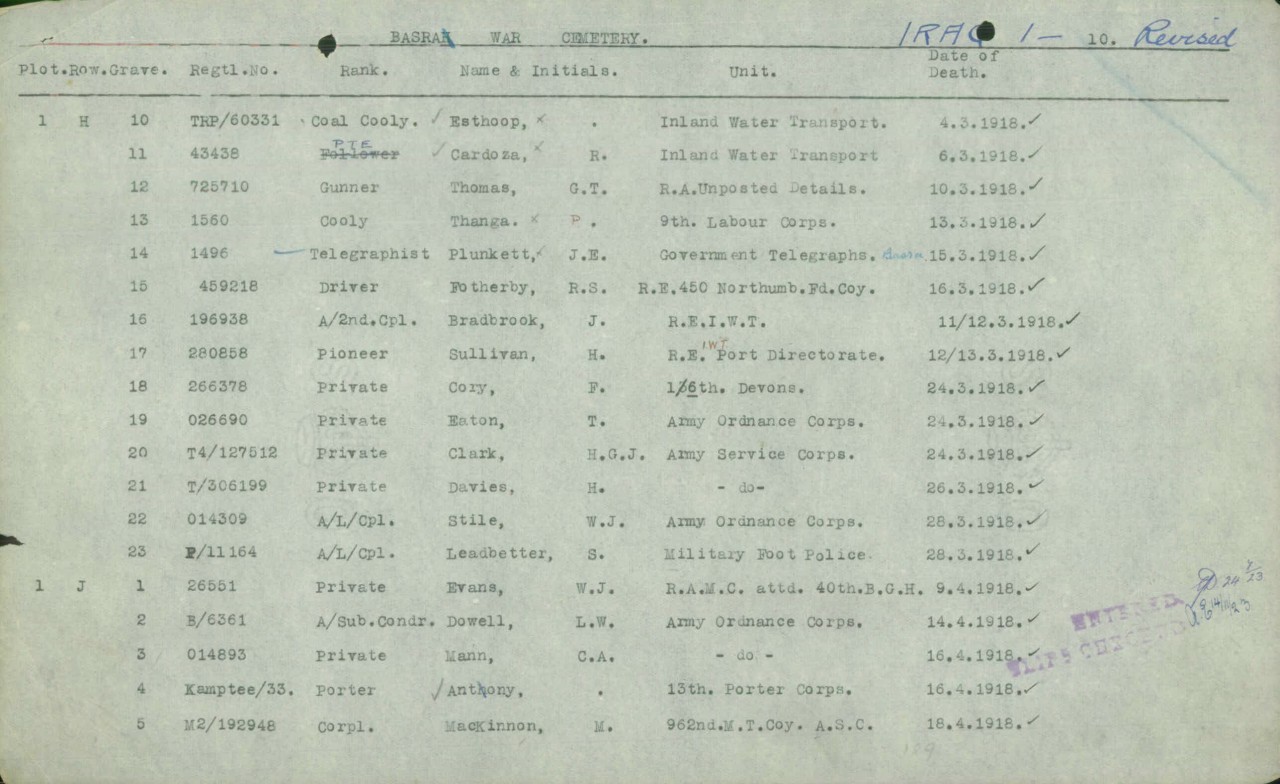 BASRAH WAR CEMETERY. IRAQ 1 - 10. Revised
Plot. Row. Grave. Regtl.No. Rank. Name & Initials. Unit. Date of Death.
1 H 10 TRP/60331 Coal Cooly. ✓ Esthoop, x . Inland Water Transport. 4.3.1918. ✓
PTE
11 43438 Follower ✓ Cardoza, x R. Inland Water Transport 6.3.1918. ✓
12 725710 Gunner Thomas, G.T. R.A.Unposted Details. 10.3.1918. ✓
13 1560 Cooly Thanga. x P. 9th. Labour Corps. 13.3.1918. ✓
14 1496 Telegraphist Plunkett, x J.E. Government Telegraphs. Basra. 15.3.1918. ✓
15 459218 Driver Fotherby, R.S. R.E.450 Northumb.Fd.Coy. 16.3.1918. ✓
16 196938 A/2nd.Cpl. Bradbrook, J. R.E.I.W.T. 11/12.3.1918. ✓
IWT
17 280858 Pioneer Sullivan, H. R.E. Port Directorate. 12/13.3.1918. ✓
18 266378 Private Cory, F. 1/6th. Devons. 24.3.1918. ✓
19 026690 Private Eaton, T. Army Ordnance Corps. 24.3.1918. ✓
20 T4/127512 Private Clark, H.G.J. Army Service Corps. 24.3.1918. ✓
21 T/306199 Private Davies, H. - do- 26.3.1918. ✓
22 014309 A/L/Cpl. Stile, W.J. Army Ordnance Corps. 28.3.1918. ✓
23 P/11164 A/L/Cpl. Leadbetter, S. Military Foot Police. 28.3.1918. ✓
1 J 1 26551 Private Evans, W.J. R.A.M.C. attd. 40th.B.G.H. 9.4.1918. ✓
2 B/6361 A/Sub.Condr. Dowell, L.W. Army Ordnance Corps. 14.4.1918. ✓
3 014893 Private Mann, C.A. - do - 16.4.1918. ✓
4 Kamptee/33. Porter ✓ Anthony, . 13th. Porter Corps. 16.4.1918. ✓
5 M2/192948 Corpl. MacKinnon, M. 962nd.M.T.Coy. A.S.C. 18.4.1918. ✓
ENTERED
SLIPS CHECKED